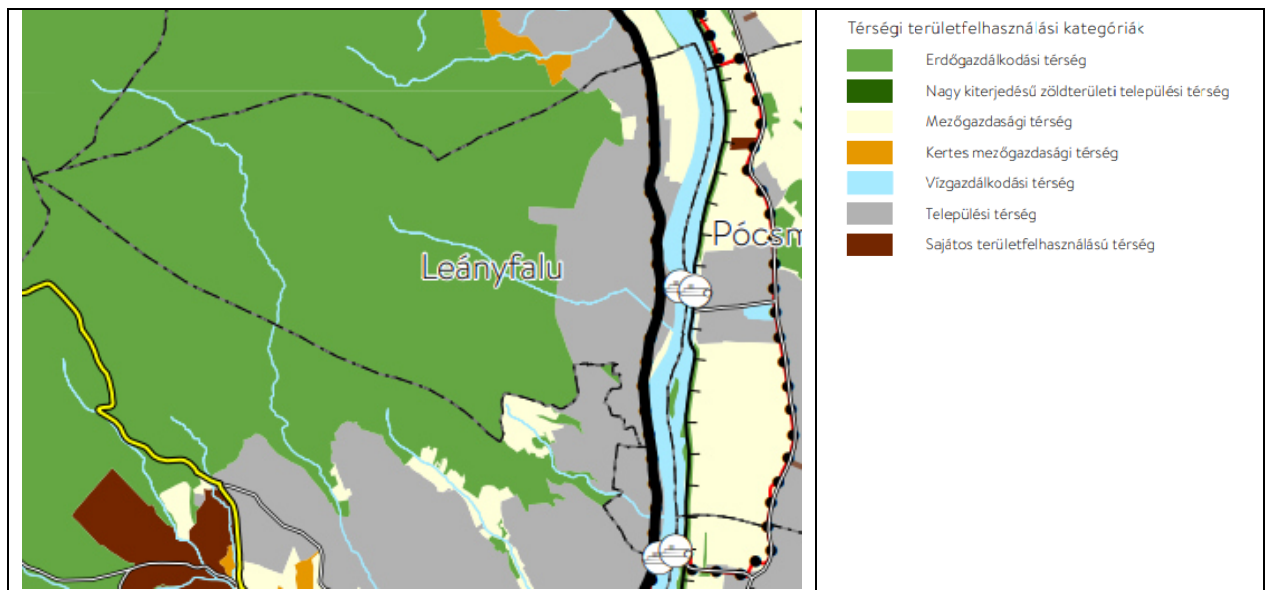 Leányfalu
Pócsm
Térségi területfelhasználási kategóriák
Erdőgazdálkodási térség
Nagy kiterjedésű zöldterületi települési térség
Mezőgazdasági térség
Kertes mezőgazdasági térség
Vízgazdálkodási térség
Települési térség
Sajátos területfelhasználású térség